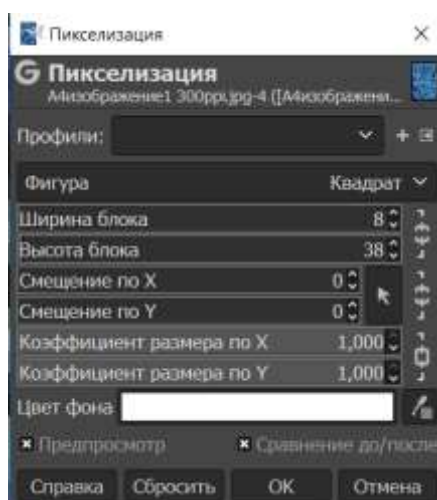 Пикселизация
G Пикселизация
A4изображение1 300ppi.jpg-4 ([A4изображени...
Профили:
Фигура Квадрат
Ширина блока 8
Высота блока 38
Смещение по X 0
Смещение по Y 0
Коэффициент размера по X 1,000
Коэффициент размера по Y 1,000
Цвет фона
Предпросмотр Сравнение до/после
Справка Сбросить OK Отмена